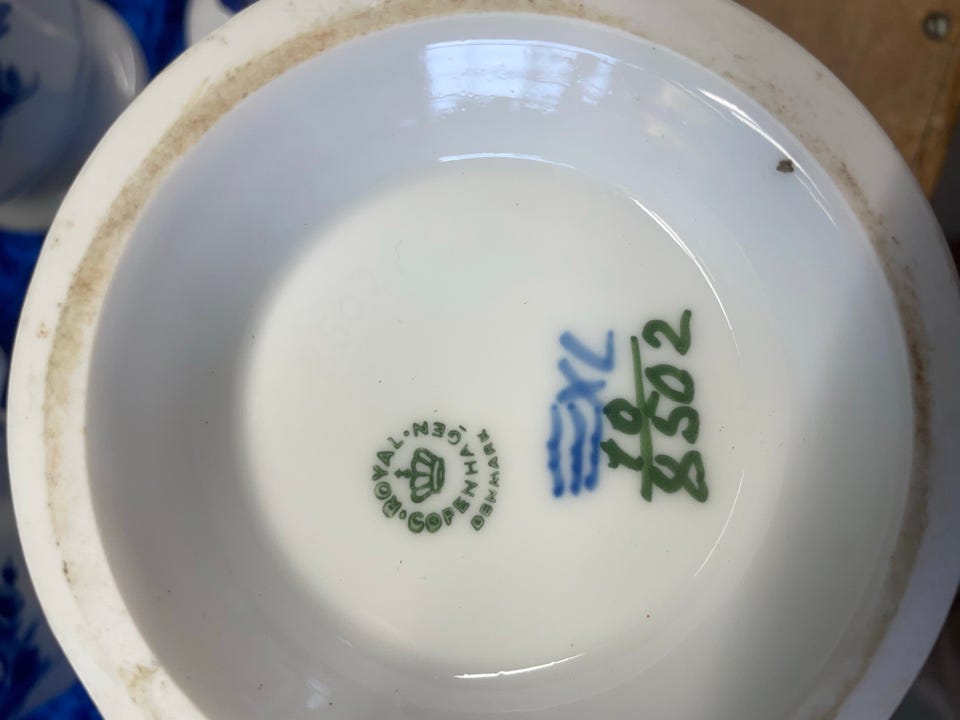 ROYAL
COPENHAGEN
DENMARK
10
8502